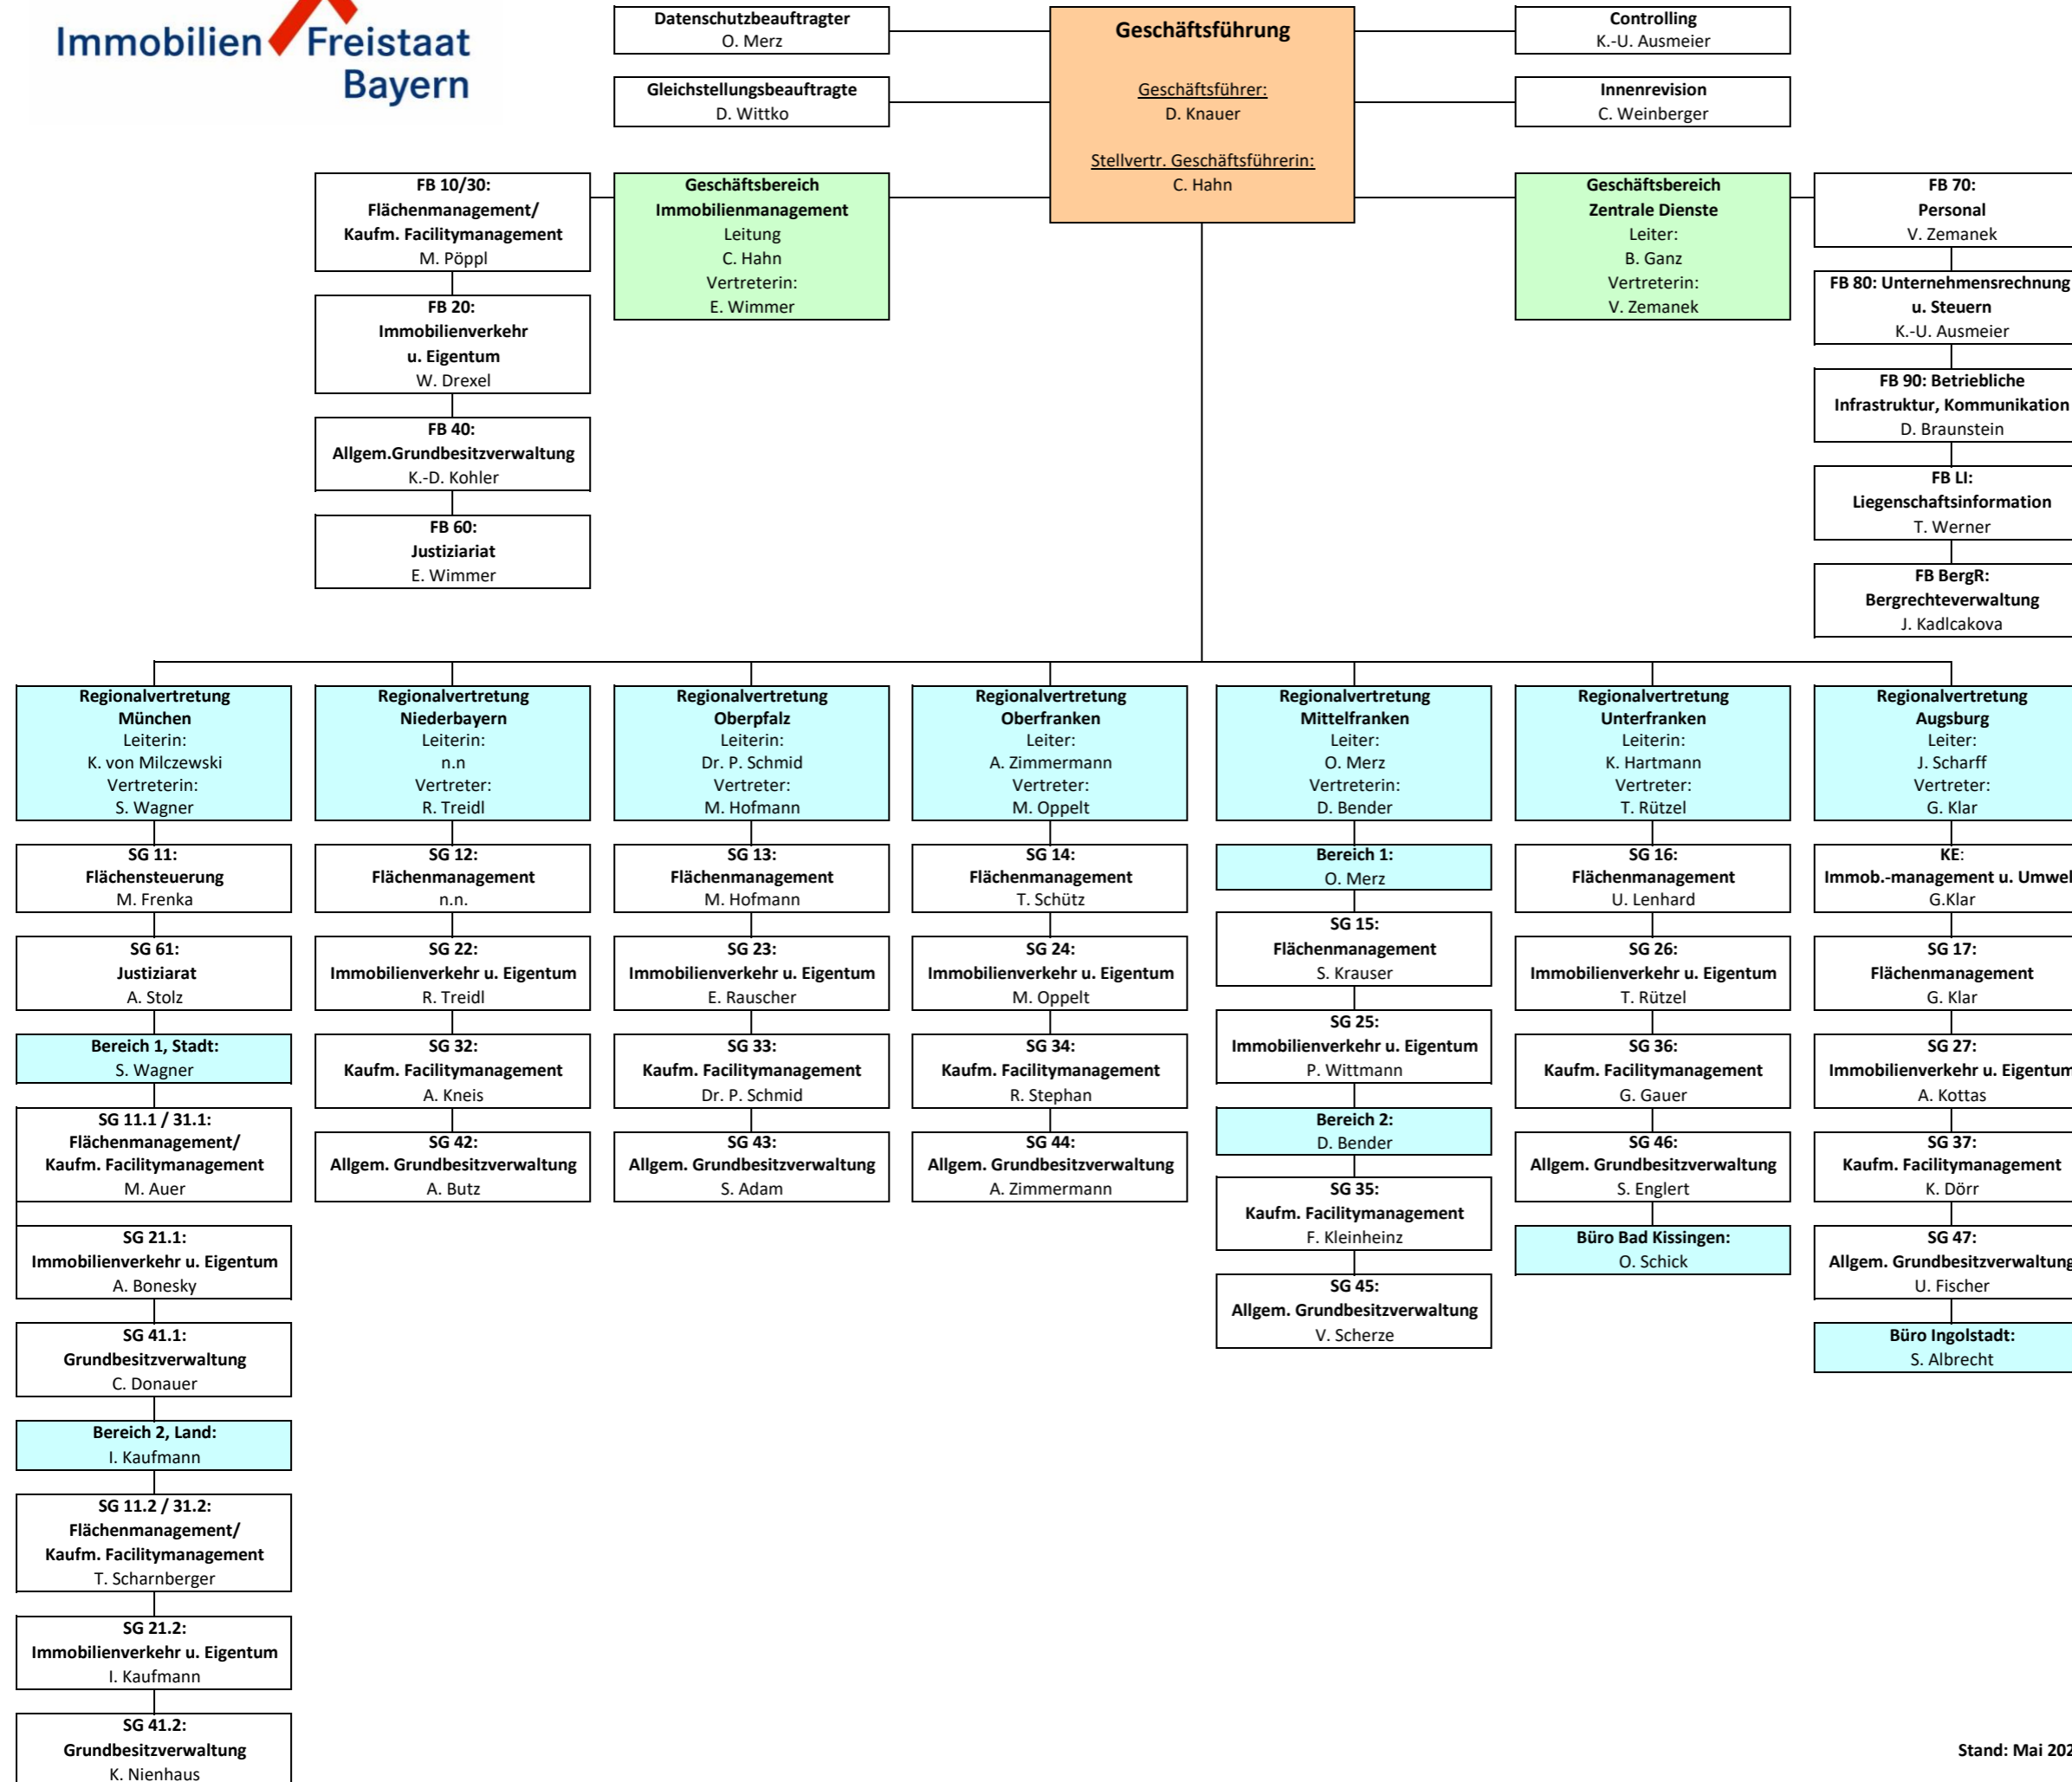 Immobilien Freistaat
Bayern
Datenschutzbeauftragter
O. Merz
Gleichstellungsbeauftragte
D. Wittko
Geschäftsführung
Geschäftsführer:
D. Knauer
Stellvertr. Geschäftsführerin:
C. Hahn
Controlling
K.-U. Ausmeier
Innenrevision
C. Weinberger
FB 10/30:
Flächenmanagement/
Kaufm. Facilitymanagement
M. Pöppl
FB 20:
Immobilienverkehr
u. Eigentum
W. Drexel
FB 40:
Allgem.Grundbesitzverwaltung
K.-D. Kohler
FB 60:
Justiziariat
E. Wimmer
Geschäftsbereich
Immobilienmanagement
Leitung
C. Hahn
Vertreterin:
E. Wimmer
Geschäftsbereich
Zentrale Dienste
Leiter:
B. Ganz
Vertreterin:
V. Zemanek
FB 70:
Personal
V. Zemanek
FB 80: Unternehmensrechnung
u. Steuern
K.-U. Ausmeier
FB 90: Betriebliche
Infrastruktur, Kommunikation
D. Braunstein
FB LI:
Liegenschaftsinformation
T. Werner
FB BergR:
Bergrechteverwaltung
J. Kadlcakova
Regionalvertretung
München
Leiterin:
K. von Milczewski
Vertreterin:
S. Wagner
SG 11:
Flächensteuerung
M. Frenka
SG 61:
Justiziarat
A. Stolz
Bereich 1, Stadt:
S. Wagner
SG 11.1 / 31.1:
Flächenmanagement/
Kaufm. Facilitymanagement
M. Auer
SG 21.1:
Immobilienverkehr u. Eigentum
A. Bonesky
SG 41.1:
Grundbesitzverwaltung
C. Donauer
Bereich 2, Land:
I. Kaufmann
SG 11.2 / 31.2:
Flächenmanagement/
Kaufm. Facilitymanagement
T. Scharnberger
SG 21.2:
Immobilienverkehr u. Eigentum
I. Kaufmann
SG 41.2:
Grundbesitzverwaltung
K. Nienhaus
Regionalvertretung
Niederbayern
Leiterin:
n.n
Vertreter:
R. Treidl
SG 12:
Flächenmanagement
n.n.
SG 22:
Immobilienverkehr u. Eigentum
R. Treidl
SG 32:
Kaufm. Facilitymanagement
A. Kneis
SG 42:
Allgem. Grundbesitzverwaltung
A. Butz
Regionalvertretung
Oberpfalz
Leiterin:
Dr. P. Schmid
Vertreter:
M. Hofmann
SG 13:
Flächenmanagement
M. Hofmann
SG 23:
Immobilienverkehr u. Eigentum
E. Rauscher
SG 33:
Kaufm. Facilitymanagement
Dr. P. Schmid
SG 43:
Allgem. Grundbesitzverwaltung
S. Adam
Regionalvertretung
Oberfranken
Leiter:
A. Zimmermann
Vertreter:
M. Oppelt
SG 14:
Flächenmanagement
T. Schütz
SG 24:
Immobilienverkehr u. Eigentum
M. Oppelt
SG 34:
Kaufm. Facilitymanagement
R. Stephan
SG 44:
Allgem. Grundbesitzverwaltung
A. Zimmermann
Regionalvertretung
Mittelfranken
Leiter:
O. Merz
Vertreterin:
D. Bender
Bereich 1:
O. Merz
SG 15:
Flächenmanagement
S. Krauser
SG 25:
Immobilienverkehr u. Eigentum
P. Wittmann
Bereich 2:
D. Bender
SG 35:
Kaufm. Facilitymanagement
F. Kleinheinz
SG 45:
Allgem. Grundbesitzverwaltung
V. Scherze
Regionalvertretung
Unterfranken
Leiterin:
K. Hartmann
Vertreter:
T. Rützel
SG 16:
Flächenmanagement
U. Lenhard
SG 26:
Immobilienverkehr u. Eigentum
T. Rützel
SG 36:
Kaufm. Facilitymanagement
G. Gauer
SG 46:
Allgem. Grundbesitzverwaltung
S. Englert
Büro Bad Kissingen:
O. Schick
Regionalvertretung
Augsburg
Leiter:
J. Scharff
Vertreter:
G. Klar
KE:
Immob.-management u. Umwel
G.Klar
SG 17:
Flächenmanagement
G. Klar
SG 27:
Immobilienverkehr u. Eigentum
A. Kottas
SG 37:
Kaufm. Facilitymanagement
K. Dörr
SG 47:
Allgem. Grundbesitzverwaltung
U. Fischer
Büro Ingolstadt:
S. Albrecht
Stand: Mai 202